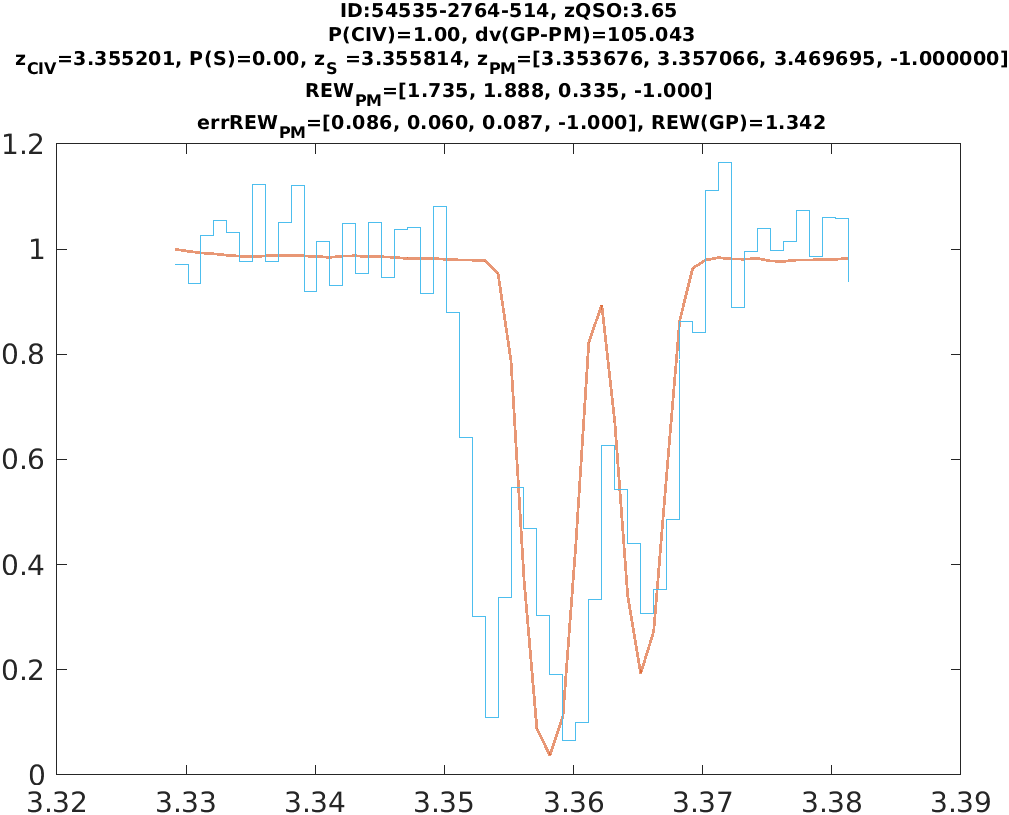 ID:54535-2764-514, zQSO:3.65
P(CIV)=1.00, dv(GP-PM)=105.043
zCIV=3.355201, P(S)=0.00, zS =3.355814, zPM=[3.353676, 3.357066, 3.469695, -1.000000]
REWPM=[1.735, 1.888, 0.335, -1.000]
errREWPM=[0.086, 0.060, 0.087, -1.000], REW(GP)=1.342
1.2
1
0.8
0.6
0.4
0.2
0
3.32 3.33 3.34 3.35 3.36 3.37 3.38 3.39